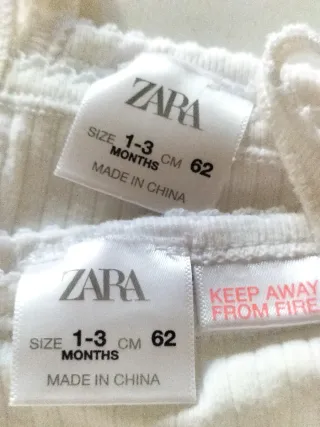 ZARA
SIZE 1-3 CM 62
MONTHS
MADE IN CHINA
ZARA
SIZE 1-3 CM 62
MONTHS
MADE IN CHINA
KEEP AWAY
FROM FIRE